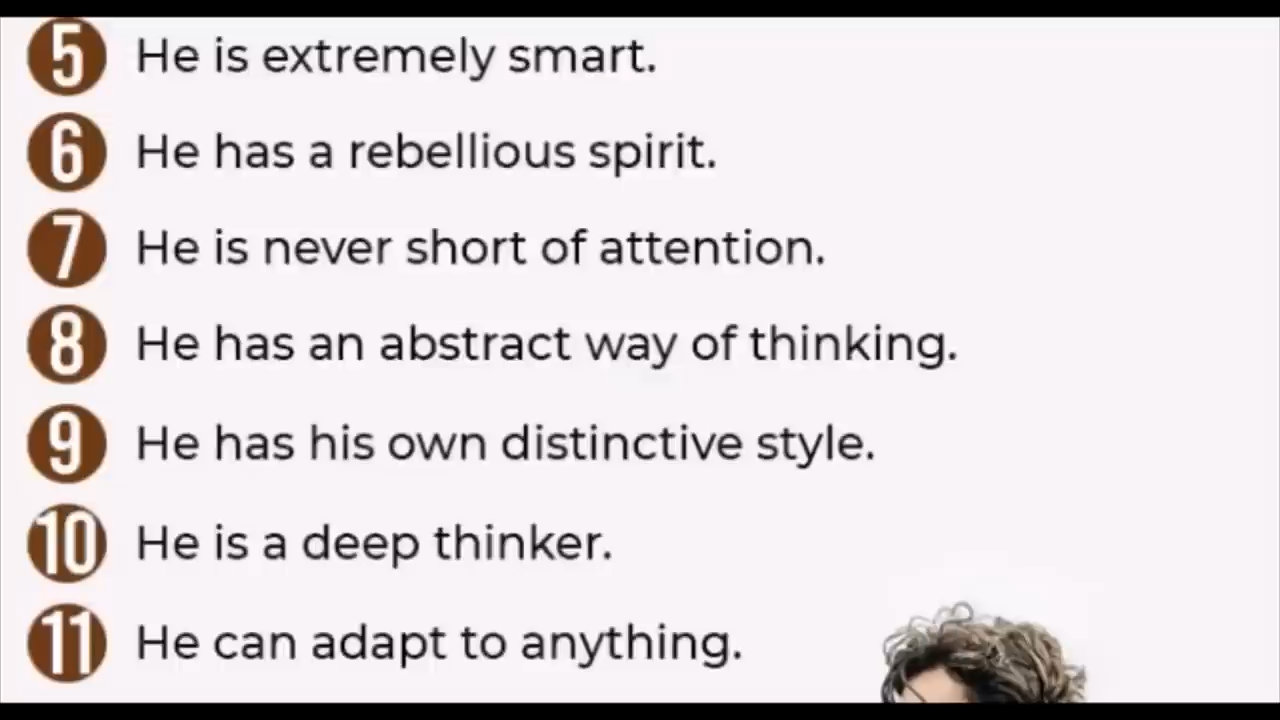 5 He is extremely smart.
6 He has a rebellious spirit.
7 He is never short of attention.
8 He has an abstract way of thinking.
9 He has his own distinctive style.
10 He is a deep thinker.
11 He can adapt to anything.